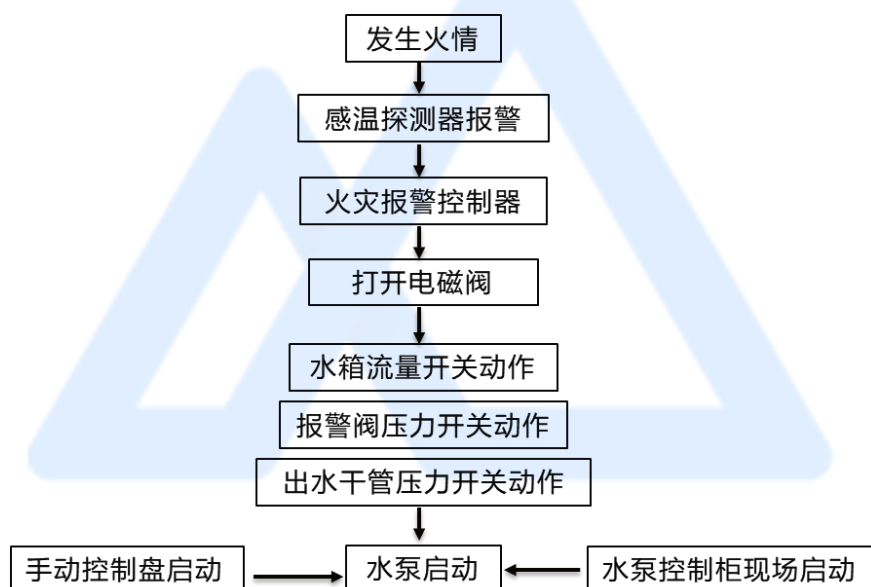 发生火情
感温探测器报警
火灾报警控制器
打开电磁阀
水箱流量开关动作
报警阀压力开关动作
出水干管压力开关动作
手动控制盘启动
水泵启动
水泵控制柜现场启动